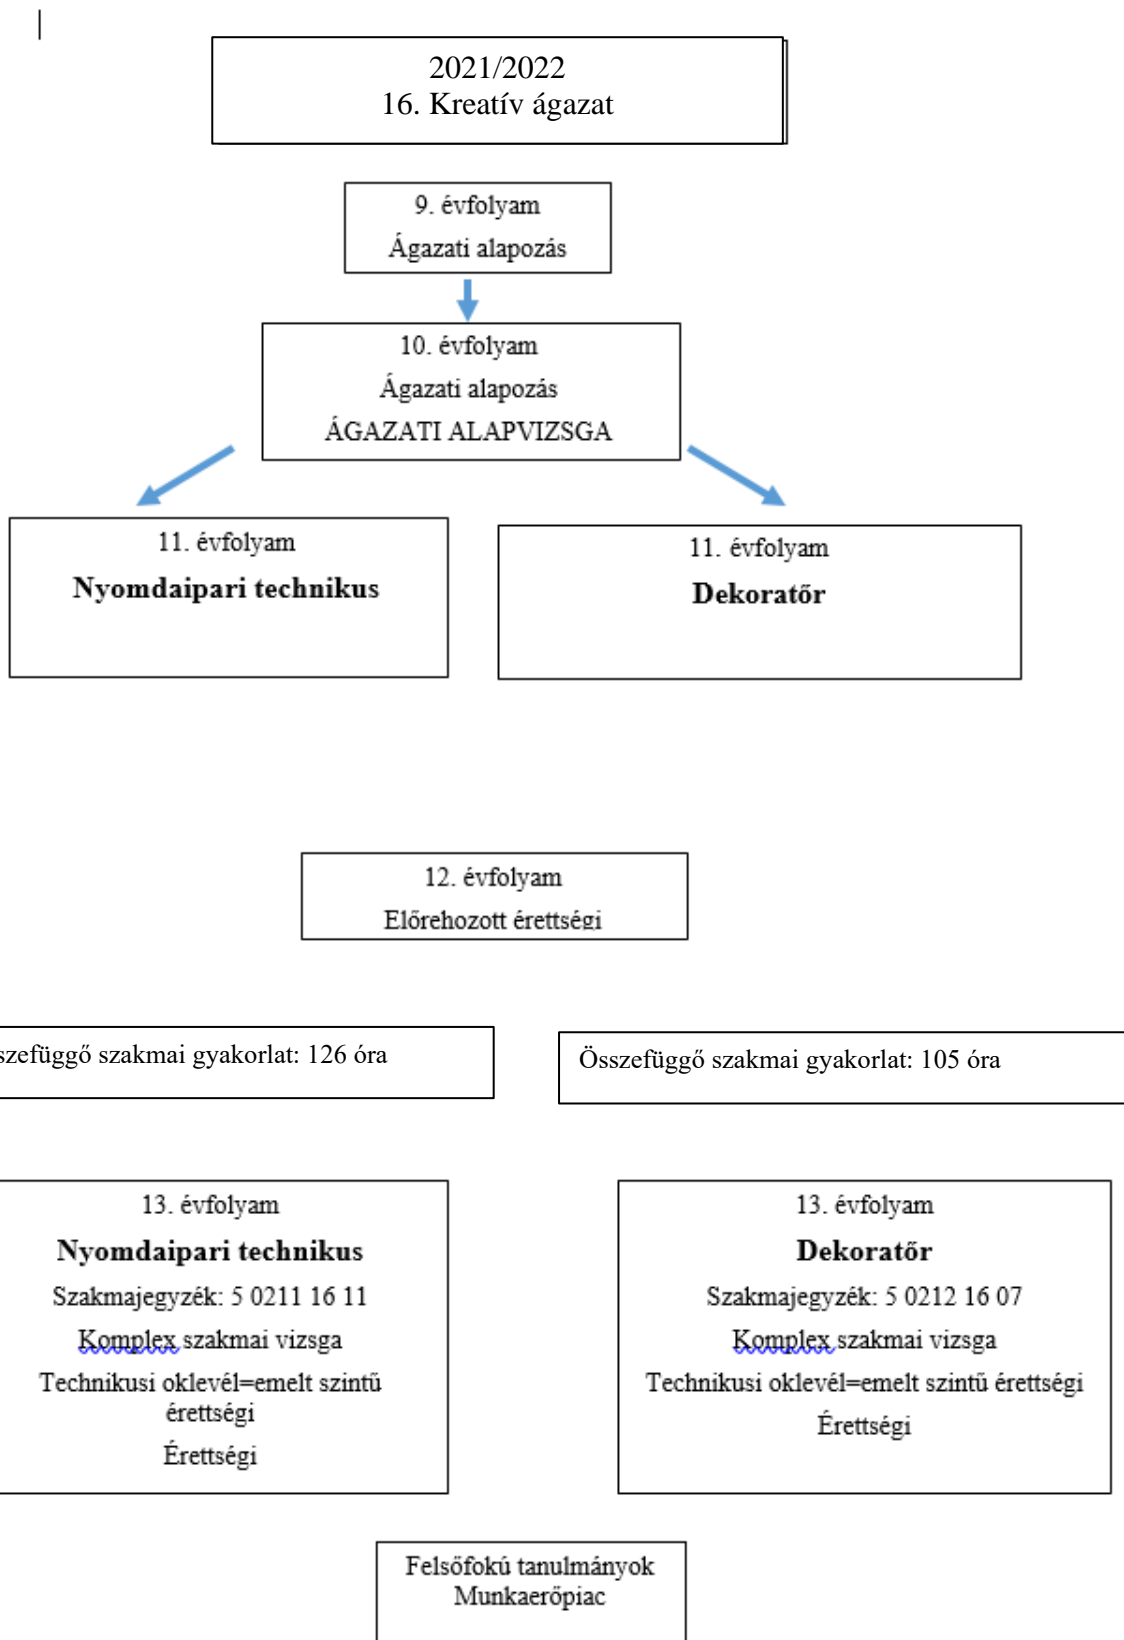 2021/2022
16. Kreatív ágazat
9. évfolyam
Ágazati alapozás
10. évfolyam
Ágazati alapozás
ÁGAZATI ALAPVIZSGA
11. évfolyam
Nyomdaipari technikus
11. évfolyam
Dekoratőr
12. évfolyam
Előrehozott érettségi
szefüggő szakmai gyakorlat: 126 óra
Összefüggő szakmai gyakorlat: 105 óra
13. évfolyam
Nyomdaipari technikus
Szakmajegyzék: 5 0211 16 11
Komplex szakmai vizsga
Technikusi oklevél=emelt szintű
érettségi
Érettségi
13. évfolyam
Dekoratőr
Szakmajegyzék: 5 0212 16 07
Komplex szakmai vizsga
Technikusi oklevél=emelt szintű érettségi
Érettségi
Felsőfokú tanulmányok
Munkaerőpiac